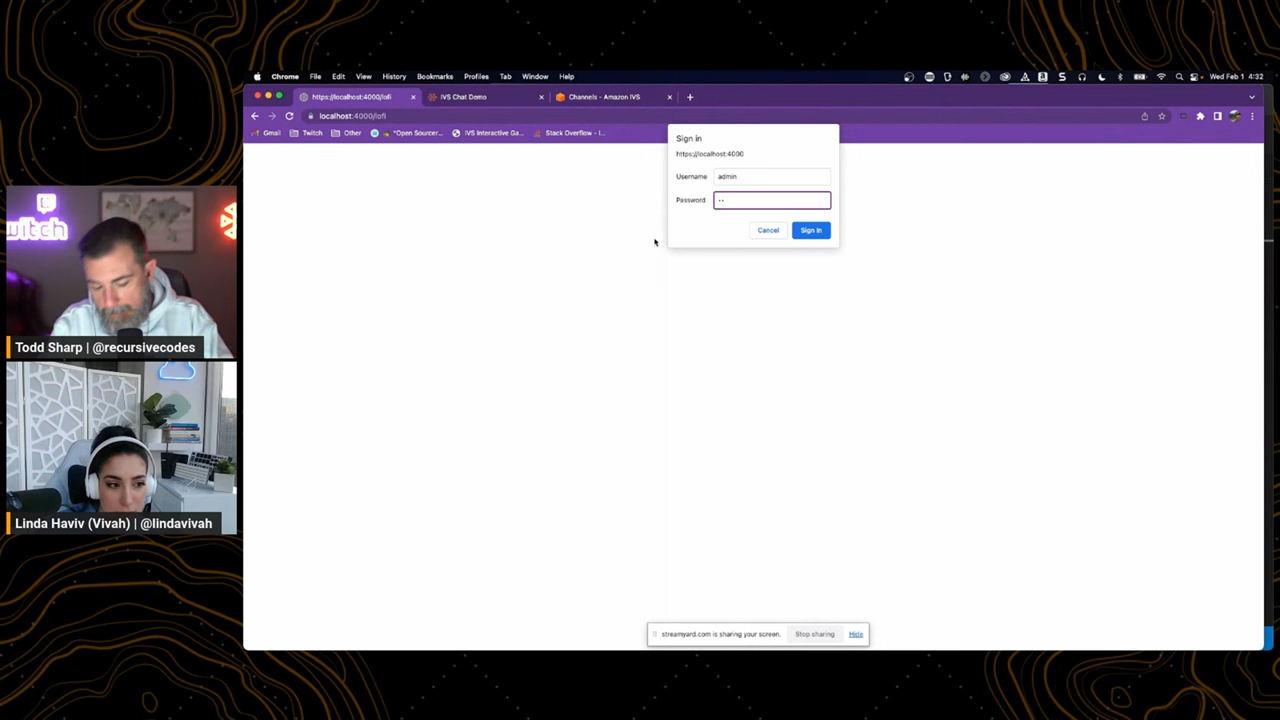 Chrome File Edit View History Bookmarks Profiles Tab Window Help
Wed Feb 1 4:32
https://localhost:4000/lofi
IVS Chat Demo
Channels - Amazon IVS
localhost:4000/lofi
Gmail Twitch Other "Open Sourcer... IVS Interactive Ga... Stack Overflow - I...
Sign in
https://localhost:4000
Username admin
Password
Cancel Sign In
witch
Todd Sharp | @recursivecodes
Linda Haviv (Vivah) | @lindavivah
streamyard.com is sharing your screen. Stop sharing Hide